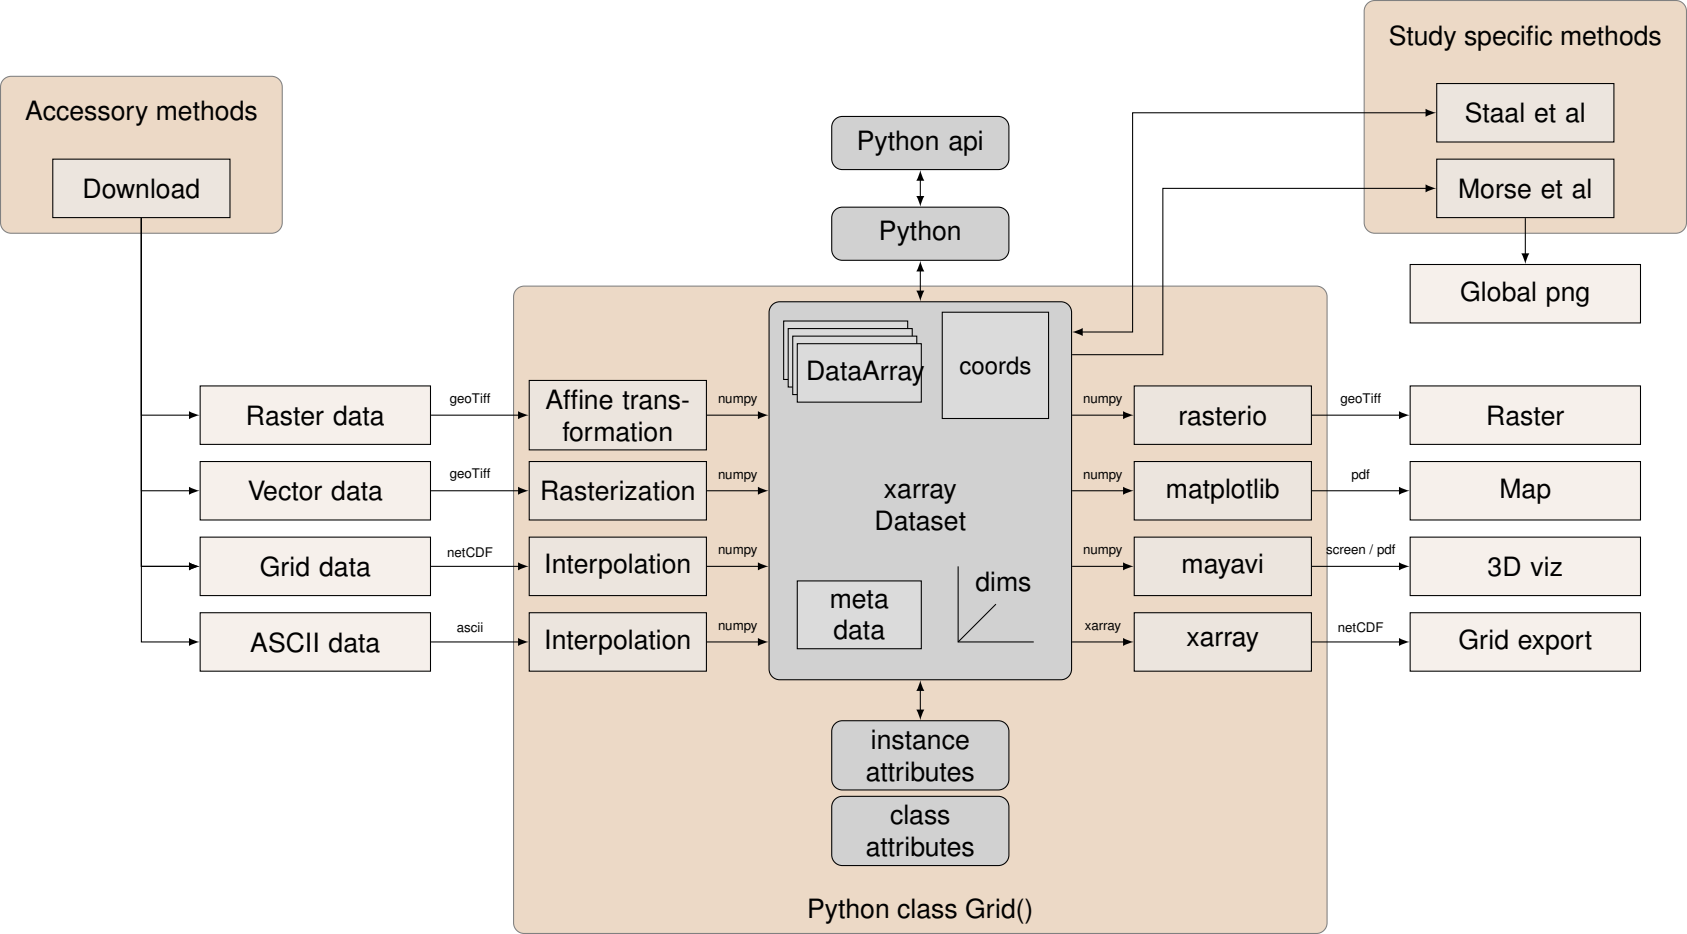 Study specific methods
Staal et al
Morse et al
Global png
Accessory methods
Download
Python api
Python
DataArray
coords
xarray
Dataset
meta
data
dims
Raster data
geoTiff
Affine trans-
formation
numpy
numpy
rasterio
geoTiff
Raster
Vector data
geoTiff
Rasterization
numpy
numpy
matplotlib
pdf
Map
Grid data
netCDF
Interpolation
numpy
numpy
mayavi
screen / pdf
3D viz
ASCII data
ascii
Interpolation
numpy
xarray
xarray
netCDF
Grid export
instance
attributes
class
attributes
Python class Grid()